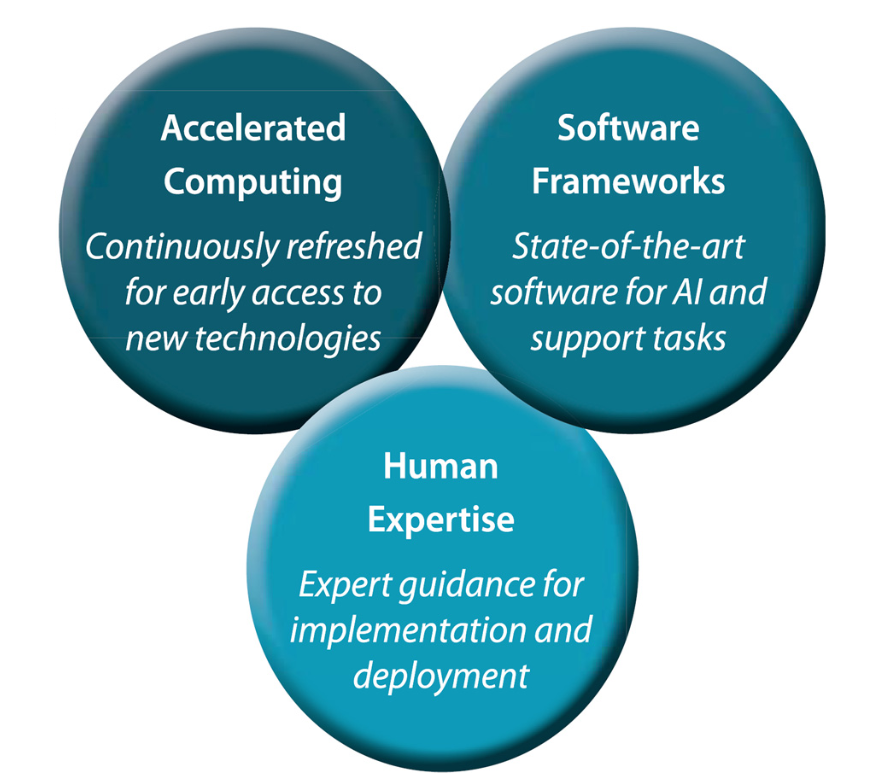 Accelerated
Computing
Continuously refreshed
for early access to
new technologies
Software
Frameworks
State-of-the-art
software for AI and
support tasks
Human
Expertise
Expert guidance for
implementation and
deployment